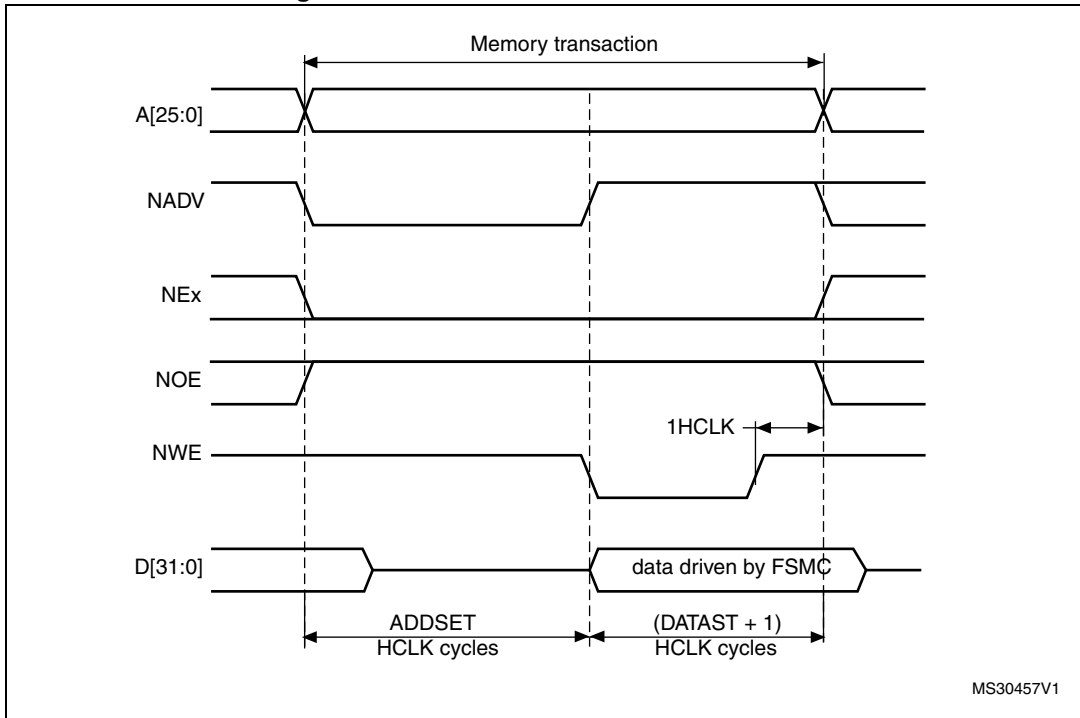 Memory transaction
A[25:0]
NADV
NEx
NOE
1HCLK
NWE
D[31:0]
data driven by FSMC
ADDSET
HCLK cycles
(DATAST + 1)
HCLK cycles
MS30457V1